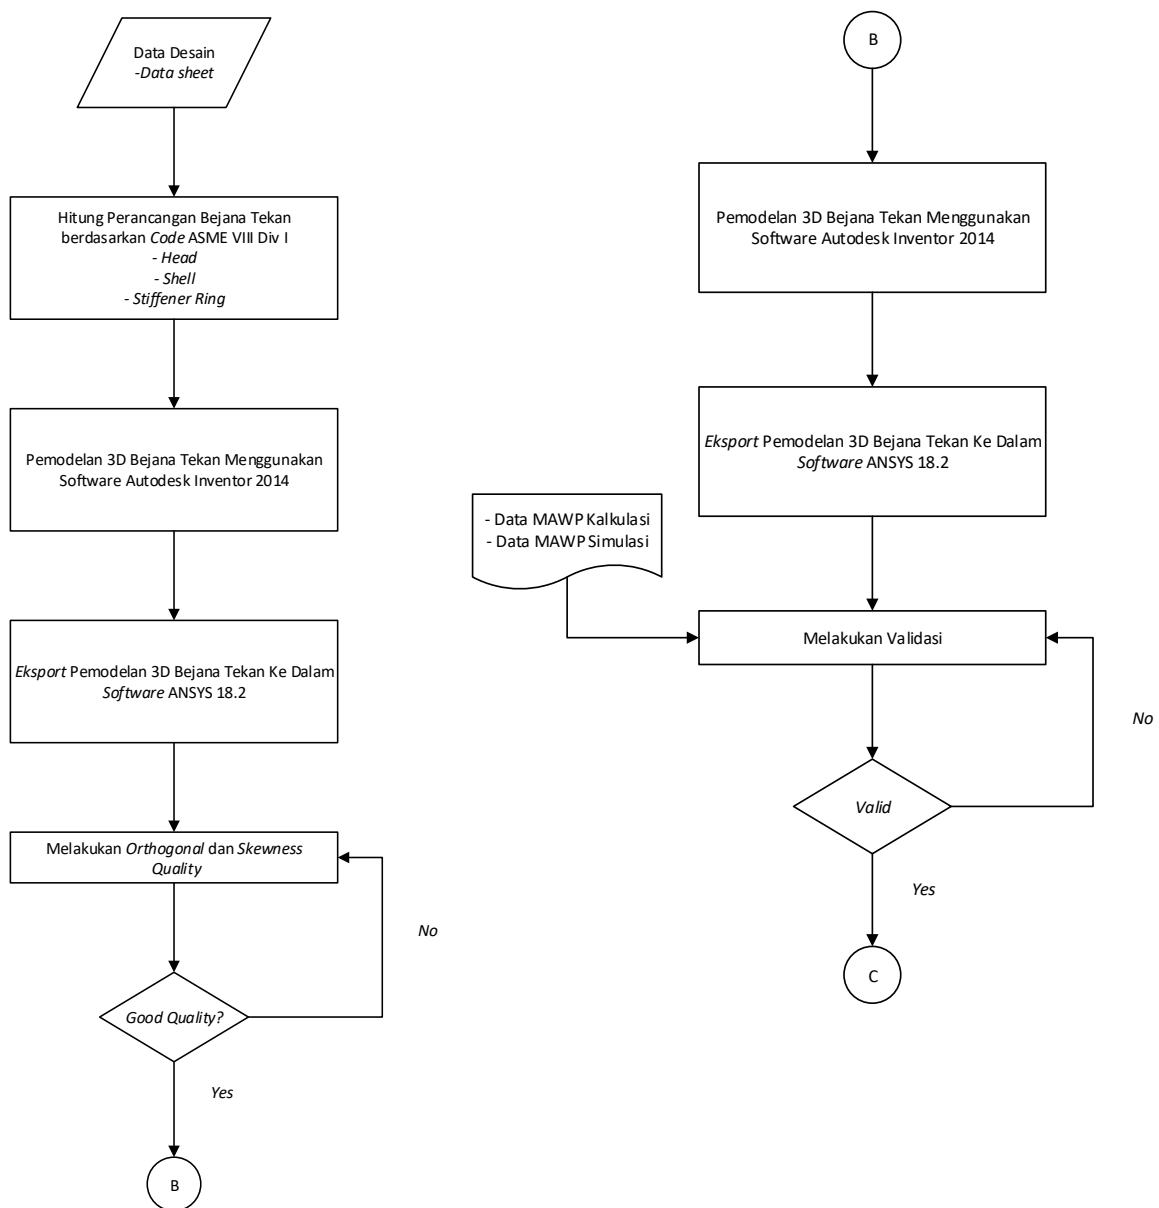 Data Desain
-Data sheet
Hitung Perancangan Bejana Tekan
berdasarkan Code ASME VIII Div I
- Head
- Shell
- Stiffener Ring
Pemodelan 3D Bejana Tekan Menggunakan
Software Autodesk Inventor 2014
Eksport Pemodelan 3D Bejana Tekan Ke Dalam
Software ANSYS 18.2
Melakukan Orthogonal dan Skewness
Quality
No
Good Quality?
Yes
B
B
Pemodelan 3D Bejana Tekan Menggunakan
Software Autodesk Inventor 2014
Eksport Pemodelan 3D Bejana Tekan Ke Dalam
Software ANSYS 18.2
- Data MAWP Kalkulasi
- Data MAWP Simulasi
Melakukan Validasi
No
Valid
Yes
C